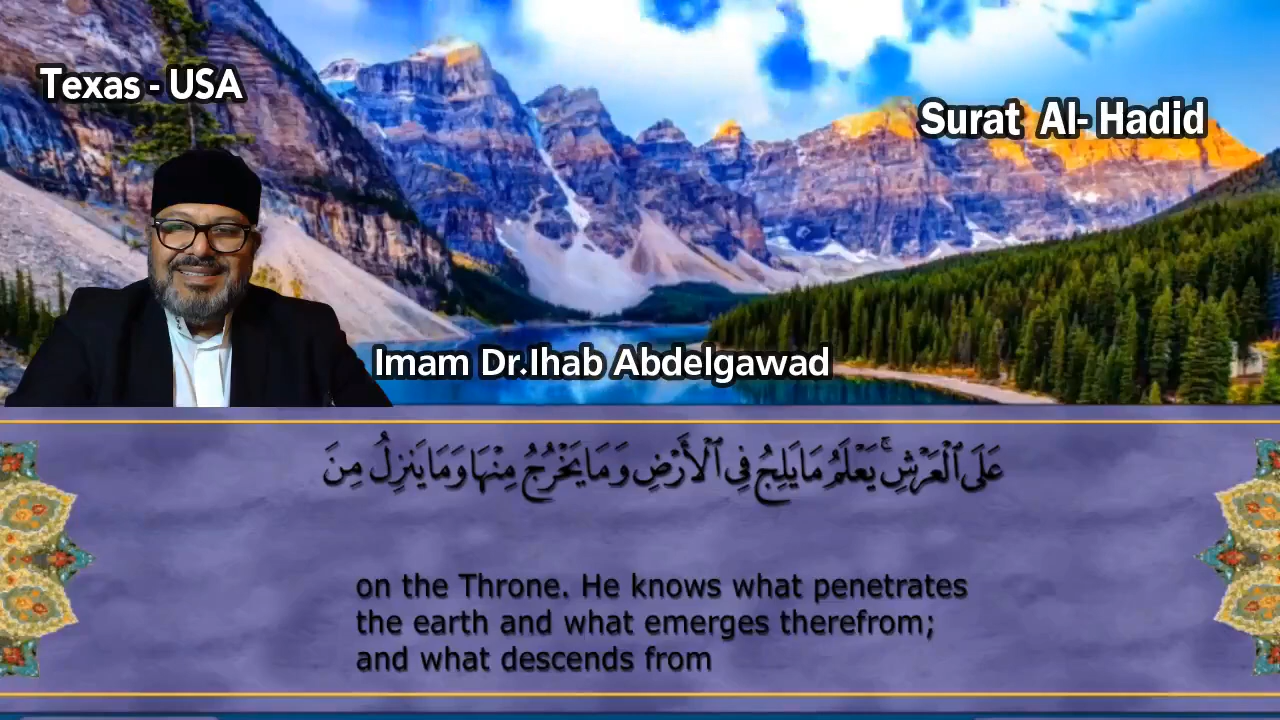 Texas - USA
Surat Al- Hadid
Imam Dr.Ihab Abdelgawad
عَلَى ٱلْعَرْشِ ۚ يَعْلَمُ مَا يَلِجُ فِى ٱلْأَرْضِ وَمَا يَخْرُجُ مِنْهَا وَمَا يَنزِلُ مِنَ
on the Throne. He knows what penetrates
the earth and what emerges therefrom;
and what descends from